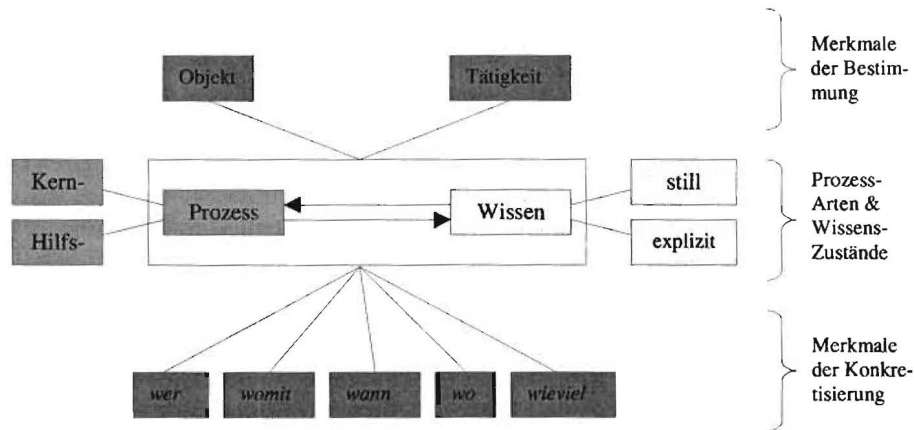 Objekt
Tätigkeit
Merkmale
der Bestim-
mung
Kern-
Hilfs-
Prozess
Wissen
still
explizit
Prozess-
Arten &
Wissens-
Zustände
wer
womit
wann
wo
wieviel
Merkmale
der Konkre-
tisierung